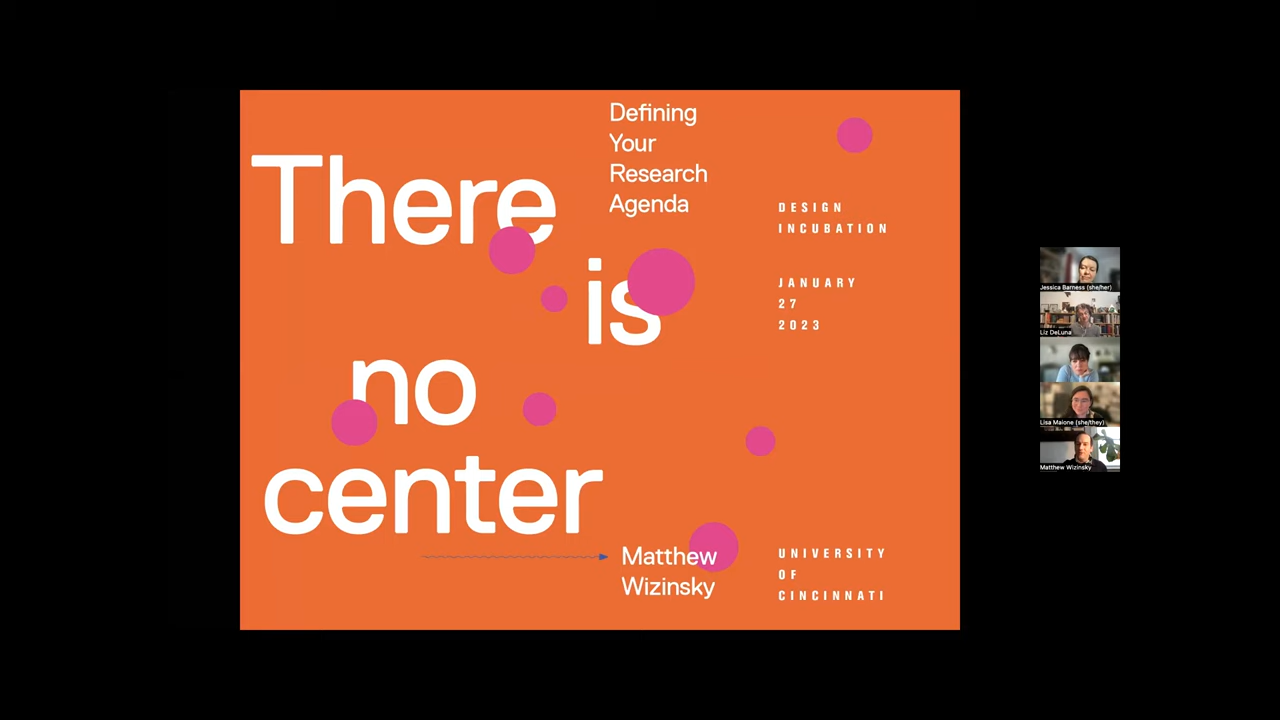 There
is
no
center
Defining
Your
Research
Agenda
DESIGN
INCUBATION
JANUARY
27
2023
Matthew
Wizinsky
UNIVERSITY
OF
CINCINNATI
Jessica Barness (she/her)
Liz DeLuna
Lisa Maione (she/they)
Matthew Wizinsky